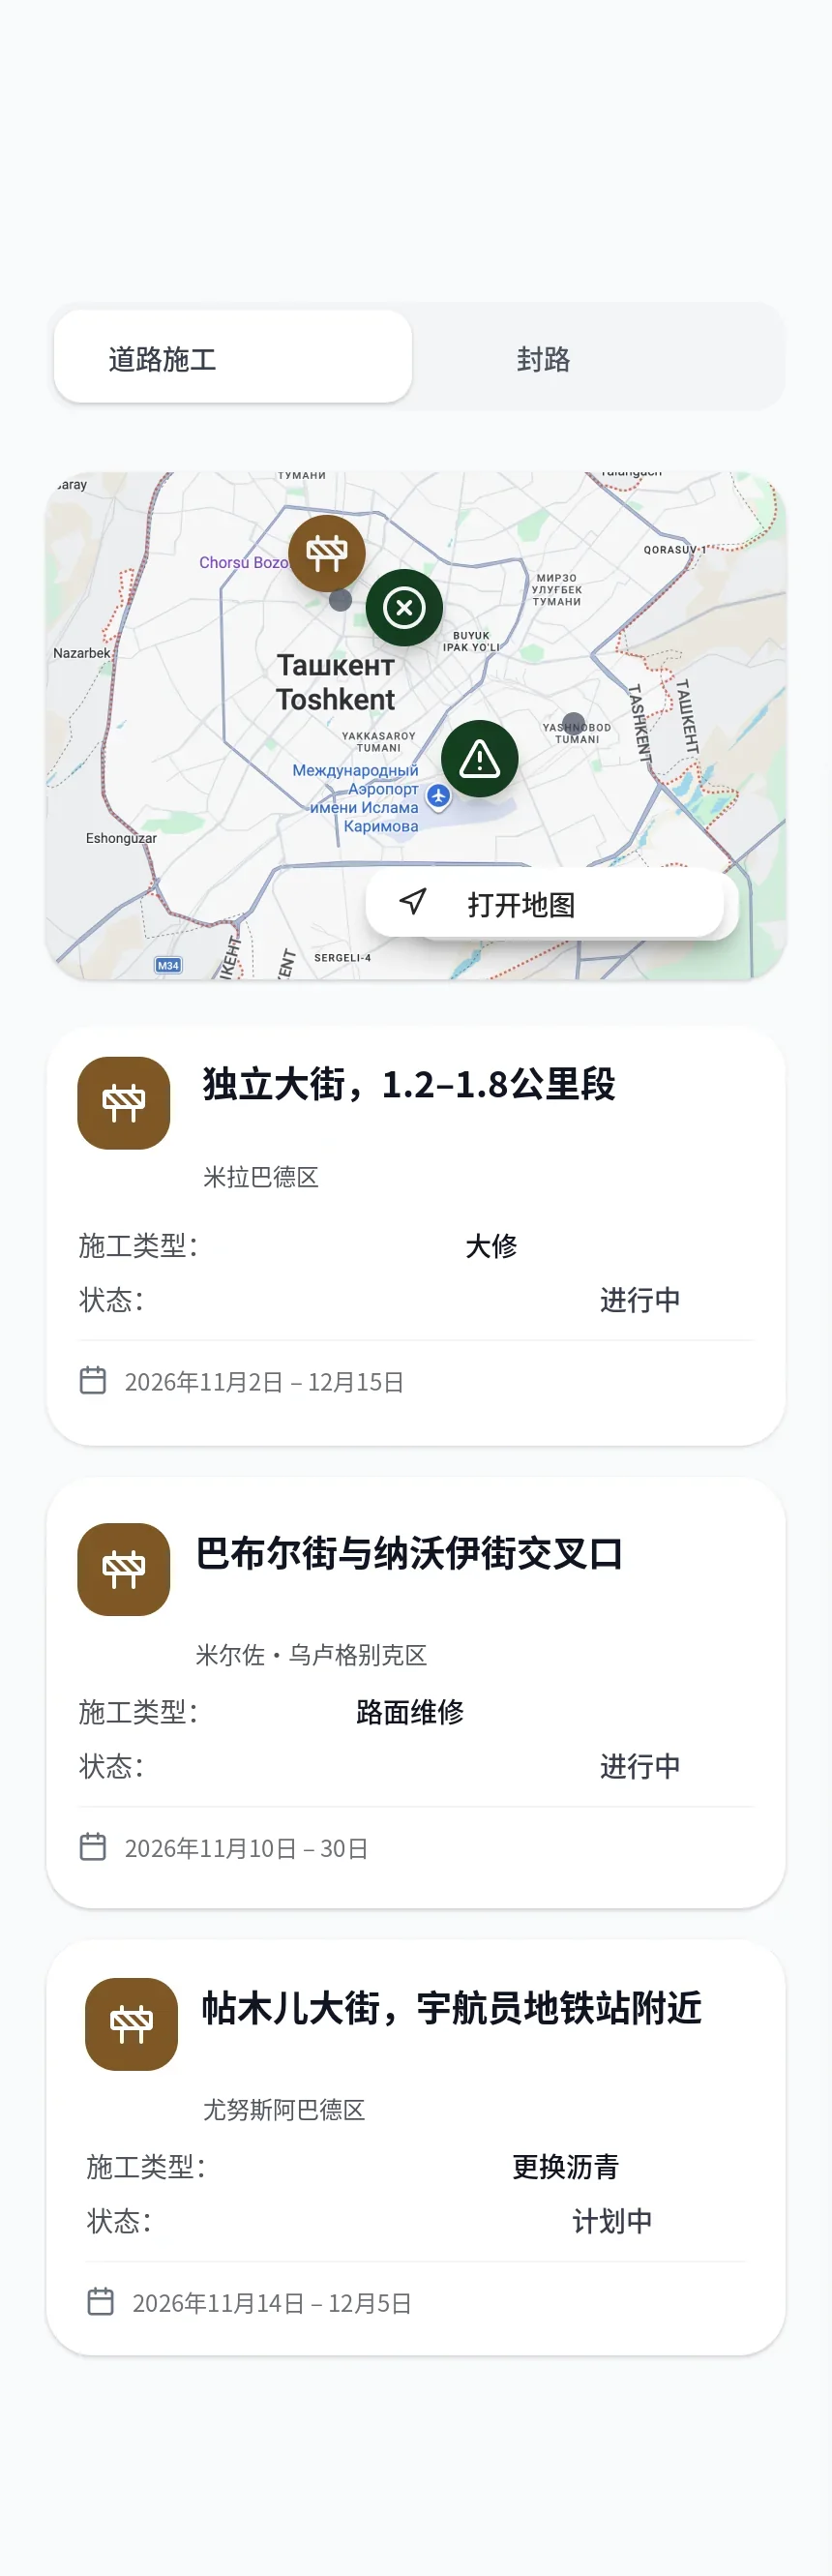 道路施工
封路
ТУМАНИ
QORASUV-1
Chorsu Bozo
МИРЗО
УЛУҒБЕК
ТУМАНИ
BUYUK
IPAK YO'LI
Nazarbek
Ташкент
Toshkent
YAKKASAROY
TUMANI
YASHNOBOD
TUMANI
TASHKENT
ТАШКЕНТ
Международный
Аэропорт
имени Ислама
Каримова
Eshonguzar
打开地图
SERGELI-4
M34
独立大街，1.2–1.8公里段
米拉巴德区
施工类型：
大修
状态：
进行中
2026年11月2日 – 12月15日
巴布尔街与纳沃伊街交叉口
米尔佐・乌卢格别克区
施工类型：
路面维修
状态：
进行中
2026年11月10日 – 30日
帖木儿大街，宇航员地铁站附近
尤努斯阿巴德区
施工类型：
更换沥青
状态：
计划中
2026年11月14日 – 12月5日